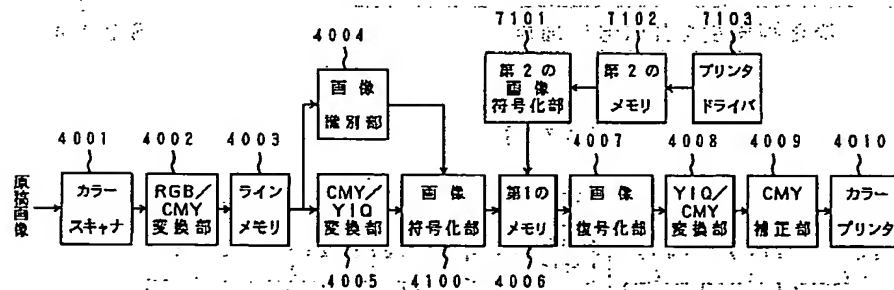 7101
7102
7103
4004
第2の
画像
符号化部
第2の
メモリ
プリンタ
ドライバ
画像
識別部
4001
4002
4003
4007
4008
4009
4010
原稿画像
カラー
スキャナ
RGB/
CMY
変換部
ライン
メモリ
CMY/
YIQ
変換部
画像
符号化部
第1の
メモリ
画像
復号化部
YIQ/
CMY
変換部
CMY
補正部
カラー
プリンタ
4005
4100
4006